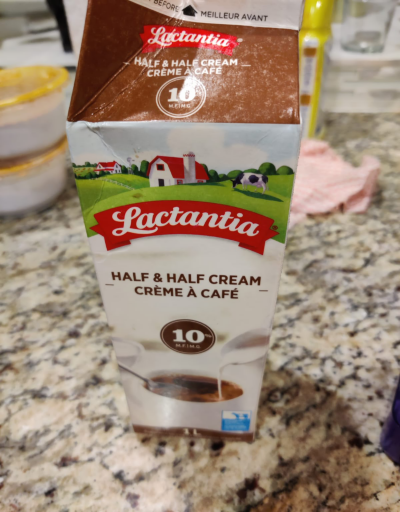 BEFORE MEILLEUR AVANT
Lactantia
HALF & HALF CREAM
CRÈME À CAFÉ
10%
M.F./M.G.
Lactantia
HALF & HALF CREAM
CRÈME À CAFÉ
10%
M.F./M.G.